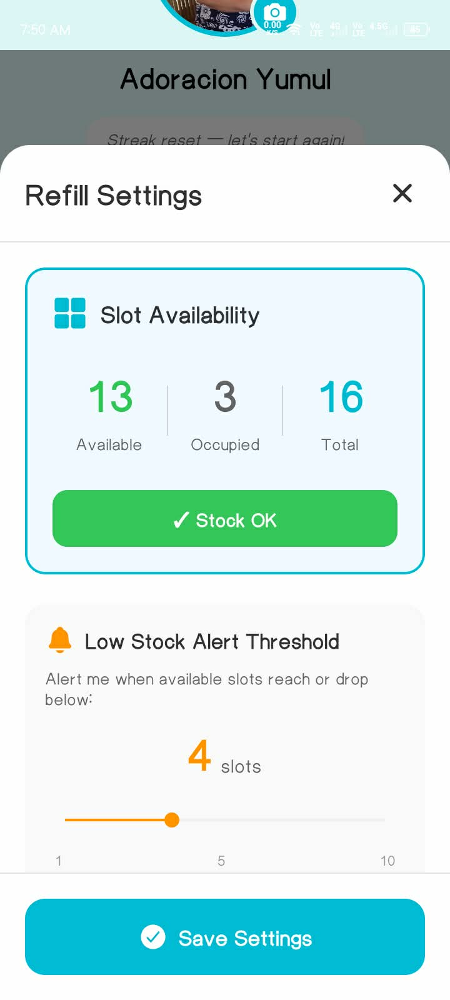 7:50 AM
0.00
K/S
Vo
LTE
4G
Vo
LTE
4.5G
85
Adoracion Yumul
Streak reset — let's start again!
Refill Settings
Slot Availability
13
3
16
Available
Occupied
Total
✓ Stock OK
Low Stock Alert Threshold
Alert me when available slots reach or drop
below:
4 slots
1
5
10
Save Settings